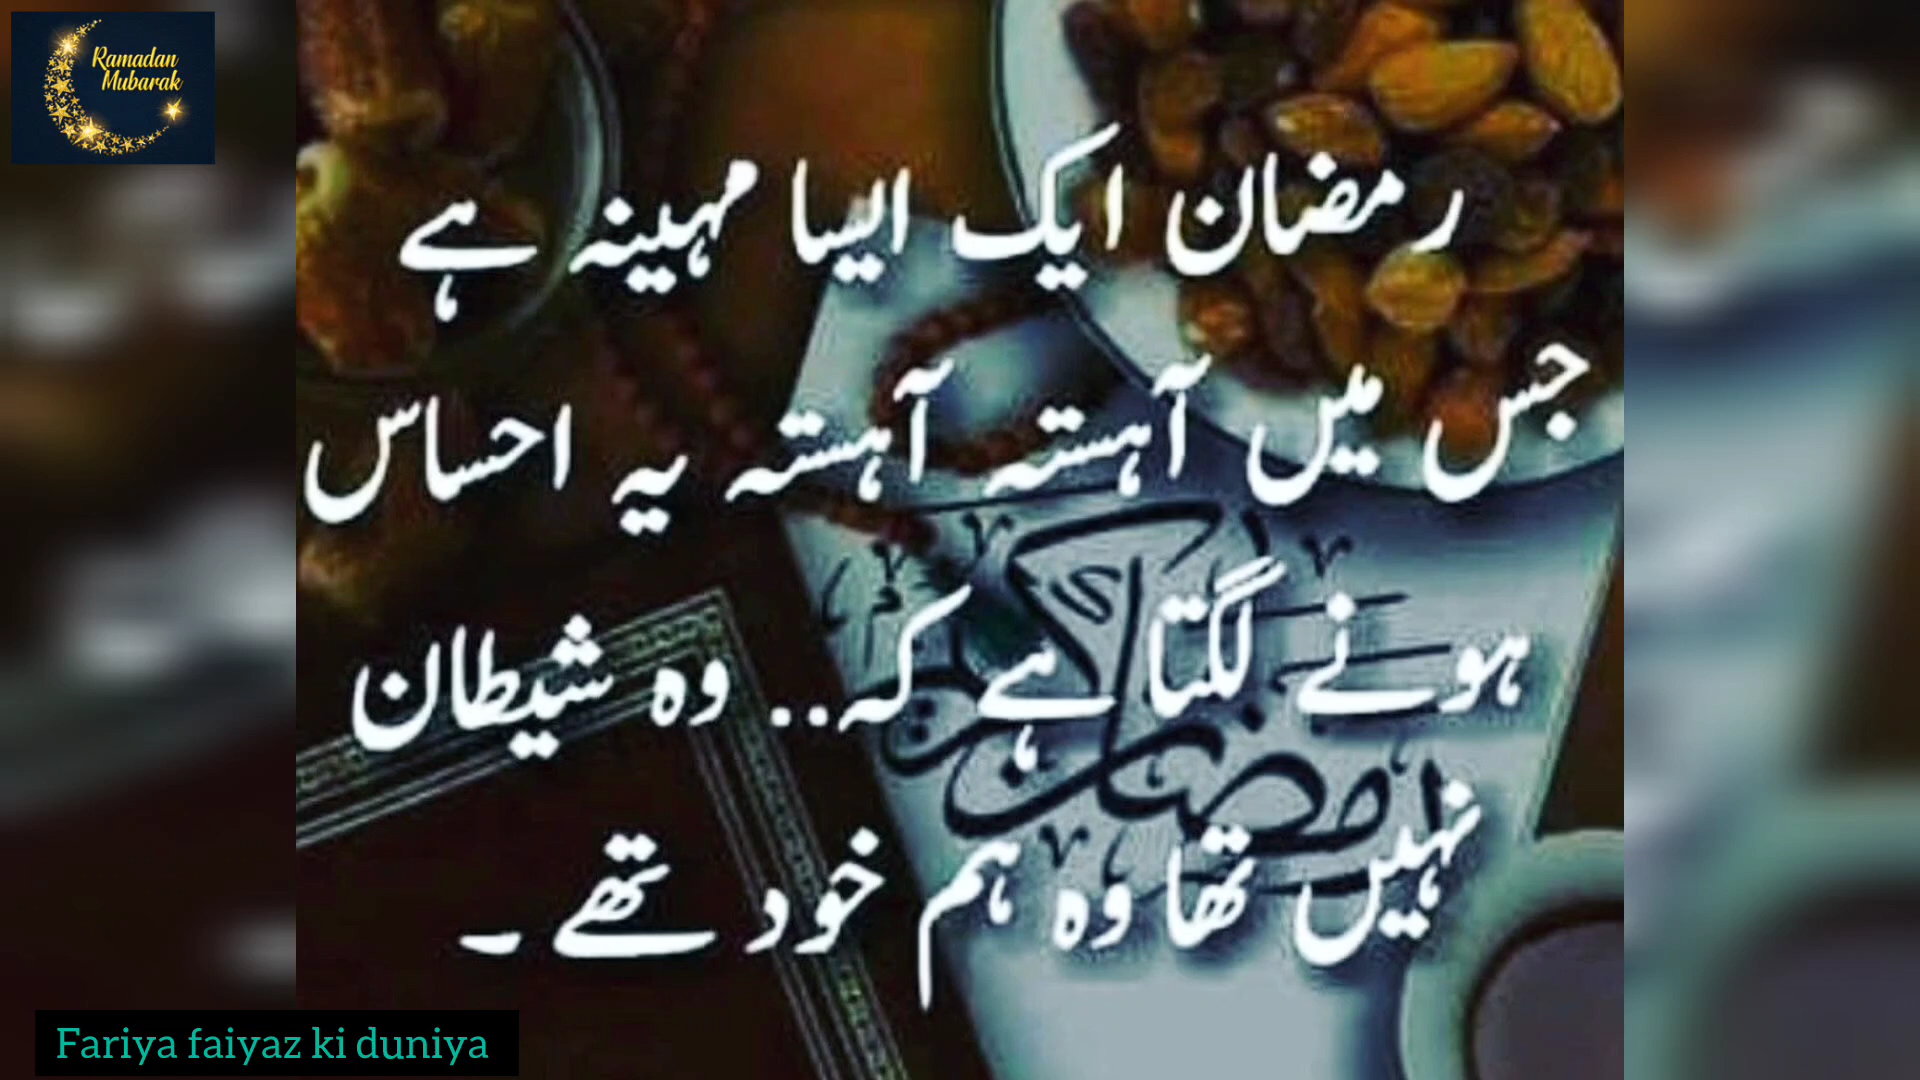 Ramadan
Mubarak
رمضان ایک ایسا مہینہ ہے
جس میں آہستہ آہستہ یہ احساس
ہونے لگتا ہے کہ.. وہ شیطان
نہیں تھا وہ ہم خود تھے ۔
Fariya faiyaz ki duniya